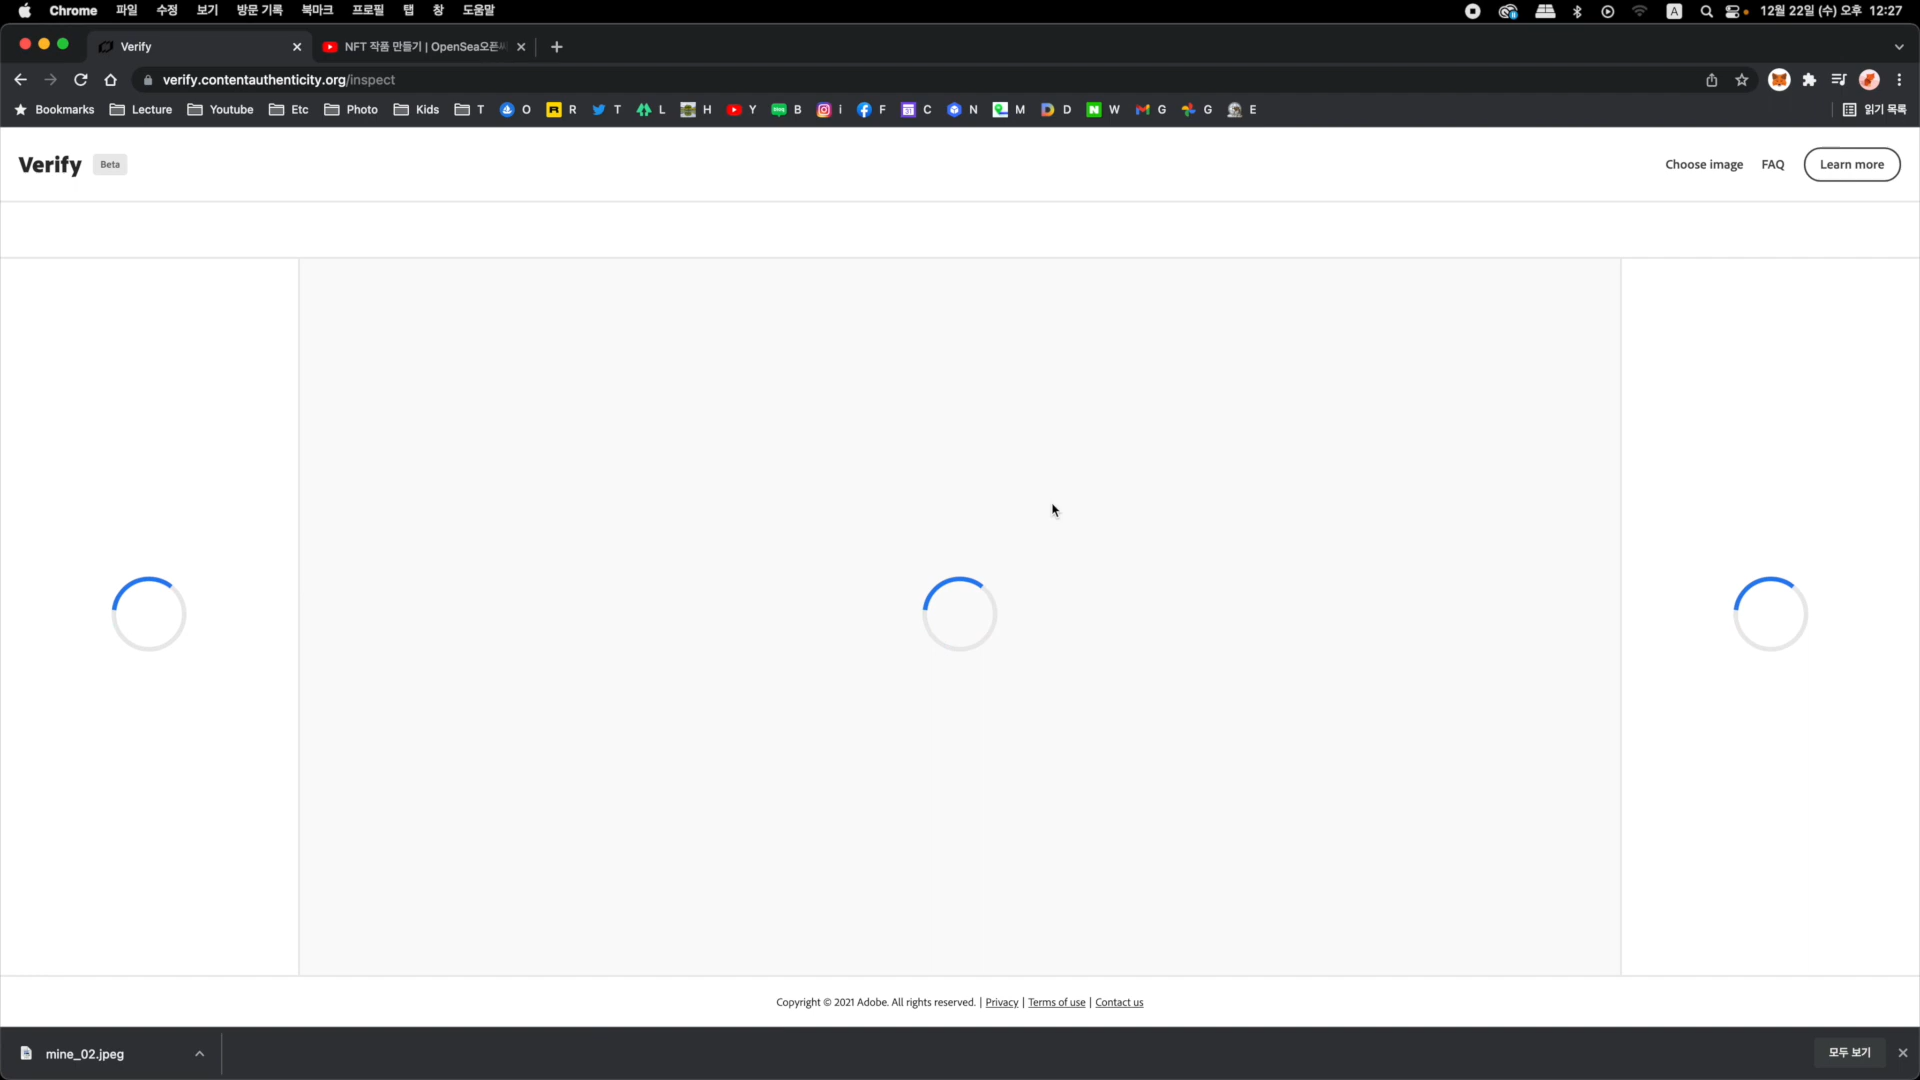 Chrome 파일 수정 보기 방문 기록 북마크 프로필 탭 창 도움말 A 12월 22일 (수) 오후 12:27
Verify NFT 작품 만들기 | OpenSea오픈
verify.contentauthenticity.org/inspect
Bookmarks Lecture Youtube Etc Photo Kids T O R T L H Y B i F C N M D W G G E 읽기 목록
Verify Beta Choose image FAQ Learn more
Copyright © 2021 Adobe. All rights reserved. | Privacy | Terms of use | Contact us
mine_02.jpeg 모두 보기